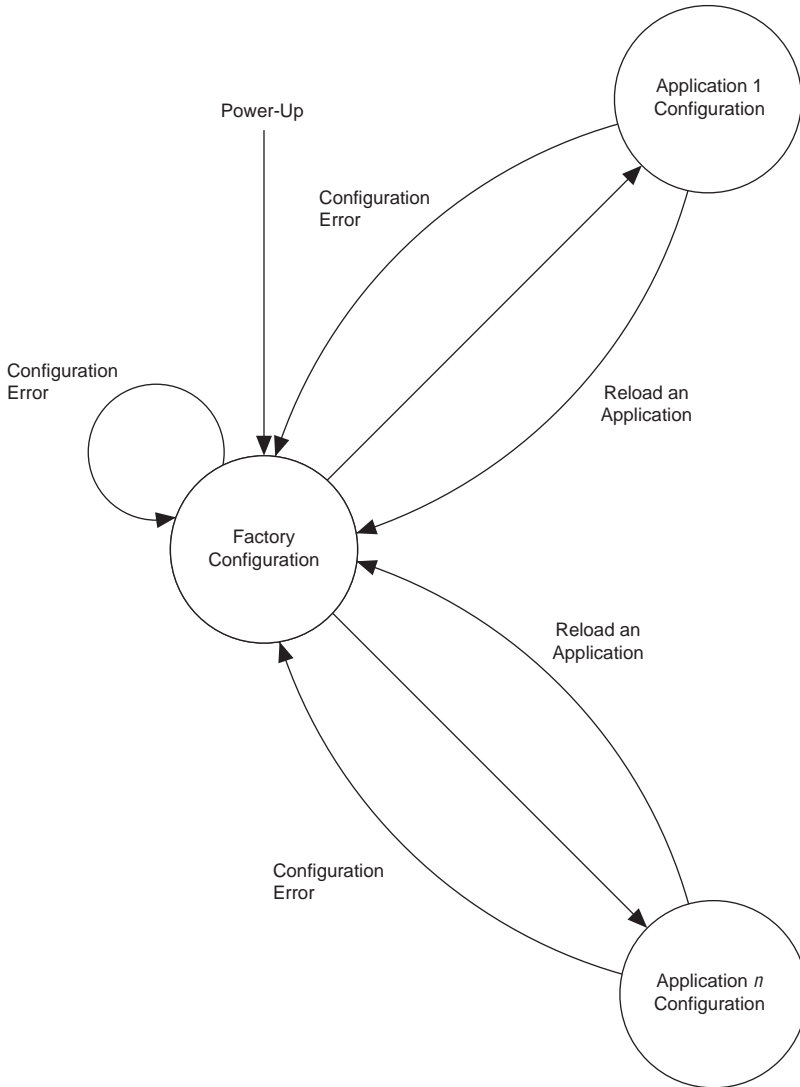 Application 1
Configuration
Power-Up
Configuration
Error
Configuration
Error
Reload an
Application
Factory
Configuration
Reload an
Application
Configuration
Error
Application n
Configuration